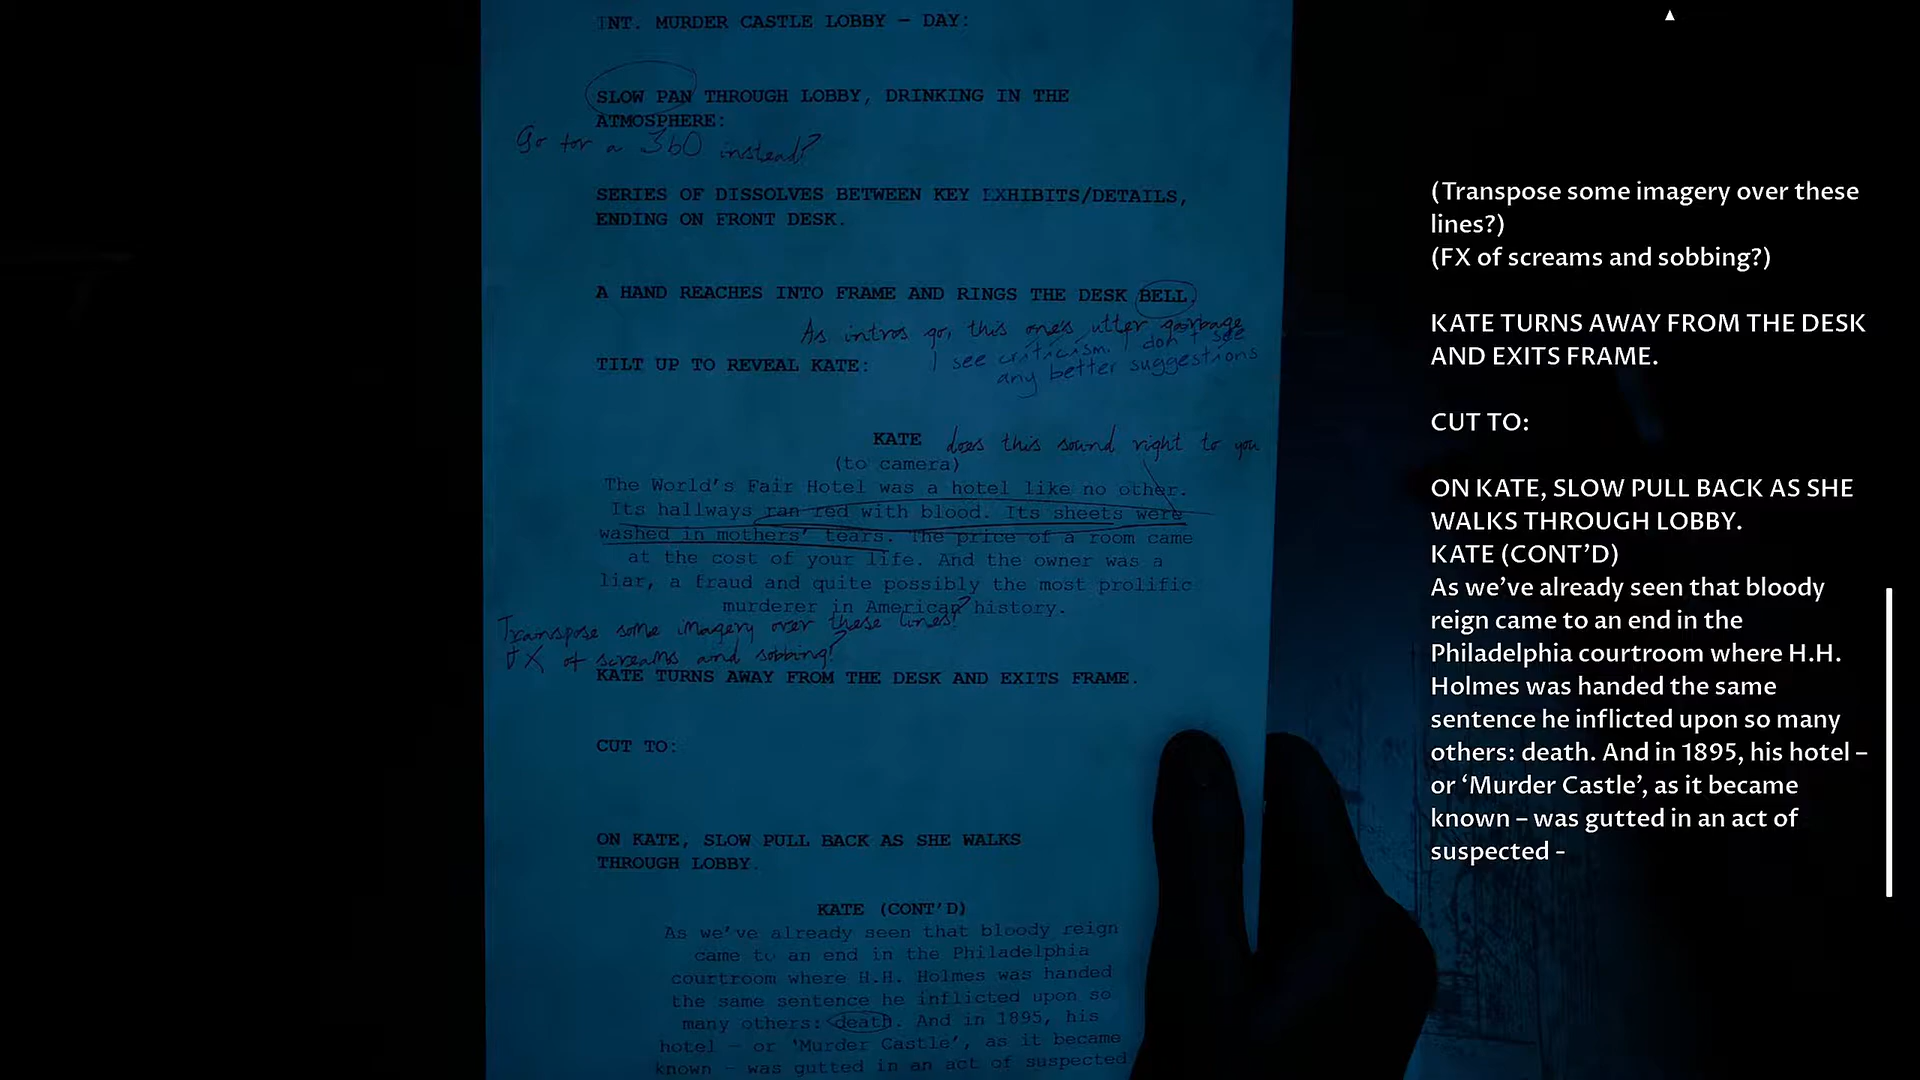 INT. MURDER CASTLE LOBBY – DAY:
SLOW PAN THROUGH LOBBY, DRINKING IN THE
ATMOSPHERE:
Go for a 360 instead?
SERIES OF DISSOLVES BETWEEN KEY EXHIBITS/DETAILS,
ENDING ON FRONT DESK.
A HAND REACHES INTO FRAME AND RINGS THE DESK BELL.
As intros go, this one's utter garbage
I see criticism. I don't see
any better suggestions
TILT UP TO REVEAL KATE:
KATE does this sound right to you
(to camera)
The World's Fair Hotel was a hotel like no other.
Its hallways ran red with blood. Its sheets were
washed in mothers' tears. The price of a room came
at the cost of your life. And the owner was a
liar, a fraud and quite possibly the most prolific
murderer in American history.
Transpose some imagery over these lines?
FX of screams and sobbing?
KATE TURNS AWAY FROM THE DESK AND EXITS FRAME.
CUT TO:
ON KATE, SLOW PULL BACK AS SHE WALKS
THROUGH LOBBY.
KATE (CONT'D)
As we've already seen that bloody reign
came to an end in the Philadelphia
courtroom where H.H. Holmes was handed
the same sentence he inflicted upon so
many others: death. And in 1895, his
hotel – or 'Murder Castle', as it became
known – was gutted in an act of suspected
(Transpose some imagery over these
lines?)
(FX of screams and sobbing?)
KATE TURNS AWAY FROM THE DESK
AND EXITS FRAME.
CUT TO:
ON KATE, SLOW PULL BACK AS SHE
WALKS THROUGH LOBBY.
KATE (CONT'D)
As we've already seen that bloody
reign came to an end in the
Philadelphia courtroom where H.H.
Holmes was handed the same
sentence he inflicted upon so many
others: death. And in 1895, his hotel –
or ‘Murder Castle’, as it became
known – was gutted in an act of
suspected -